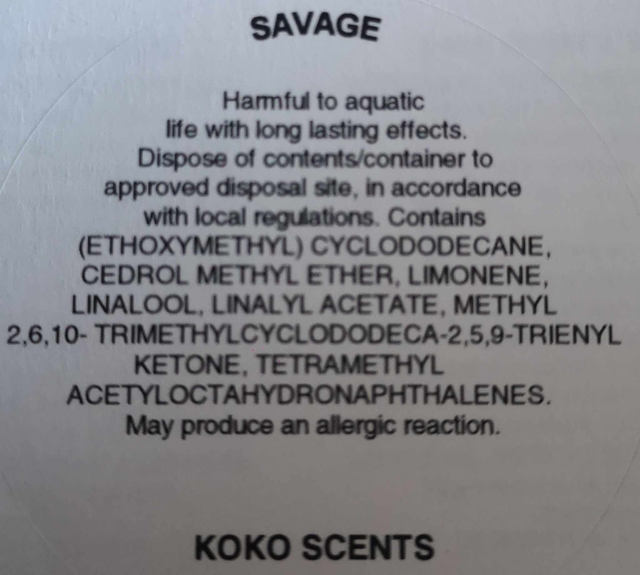 SAVAGE
Harmful to aquatic
life with long lasting effects.
Dispose of contents/container to
approved disposal site, in accordance
with local regulations. Contains
(ETHOXYMETHYL) CYCLODODECANE,
CEDROL METHYL ETHER, LIMONENE,
LINALOOL, LINALYL ACETATE, METHYL
2,6,10- TRIMETHYLCYCLODODECA-2,5,9-TRIENYL
KETONE, TETRAMETHYL
ACETYLOCTAHYDRONAPHTHALENES.
May produce an allergic reaction.
KOKO SCENTS